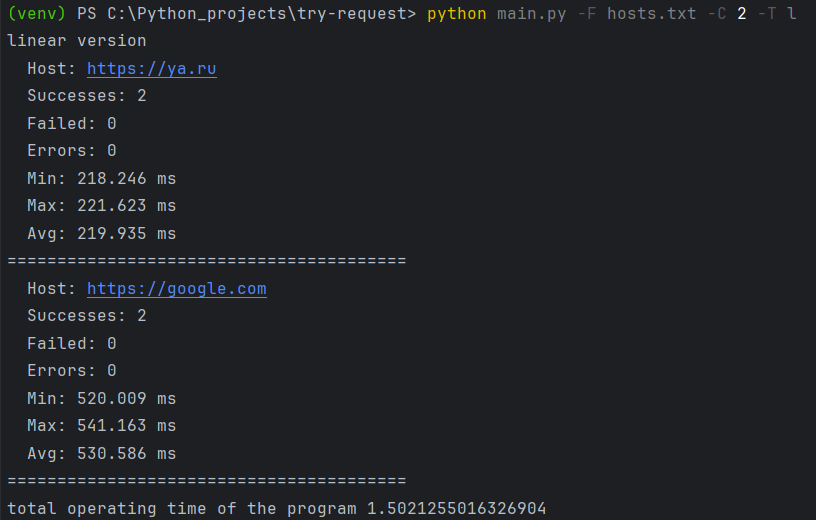 (venv) PS C:\Python_projects\try-request> python main.py -F hosts.txt -C 2 -T l
linear version
Host: https://ya.ru
Successes: 2
Failed: 0
Errors: 0
Min: 218.246 ms
Max: 221.623 ms
Avg: 219.935 ms
========================================
Host: https://google.com
Successes: 2
Failed: 0
Errors: 0
Min: 520.009 ms
Max: 541.163 ms
Avg: 530.586 ms
========================================
total operating time of the program 1.5021255016326904